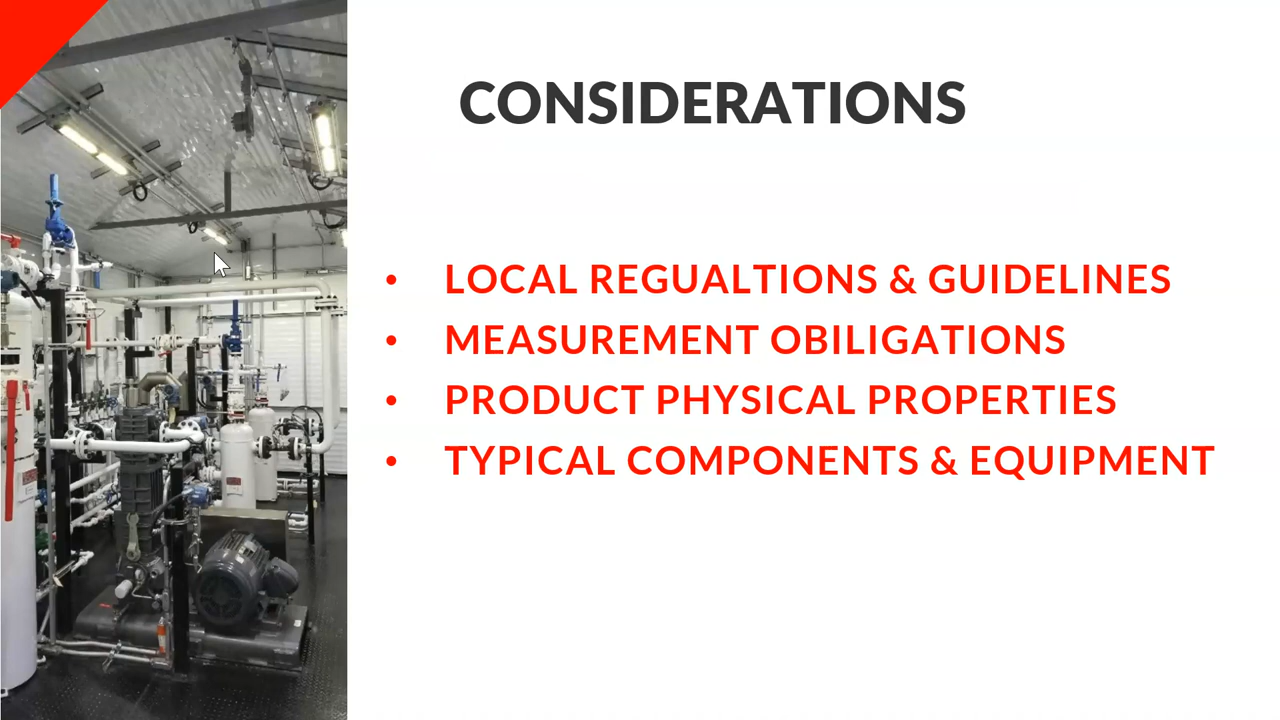 CONSIDERATIONS
• LOCAL REGUALTIONS & GUIDELINES
• MEASUREMENT OBILIGATIONS
• PRODUCT PHYSICAL PROPERTIES
• TYPICAL COMPONENTS & EQUIPMENT